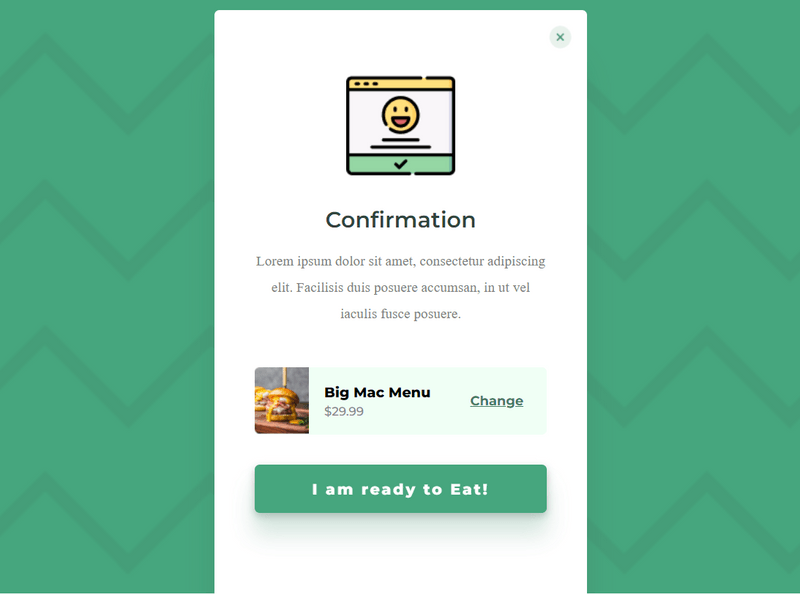 ×
Confirmation
Lorem ipsum dolor sit amet, consectetur adipiscing
elit. Facilisis duis posuere accumsan, in ut vel
iaculis fusce posuere.
Big Mac Menu
$29.99
Change
I am ready to Eat!